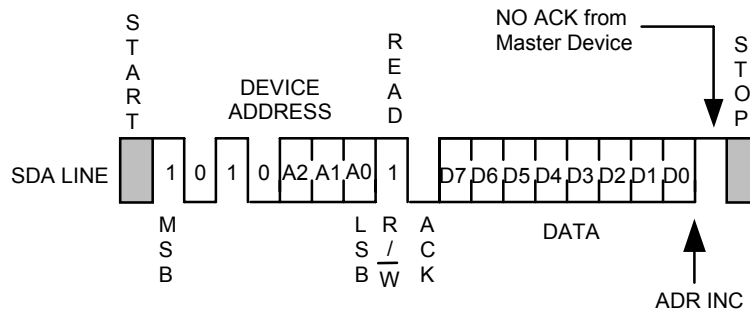 START
READ
NO ACK from
Master Device
STOP
DEVICE
ADDRESS
SDA LINE
1 0 1 0 A2 A1 A0 1 D7 D6 D5 D4 D3 D2 D1 D0
MSB
LSB
R/W
ACK
DATA
ADR INC